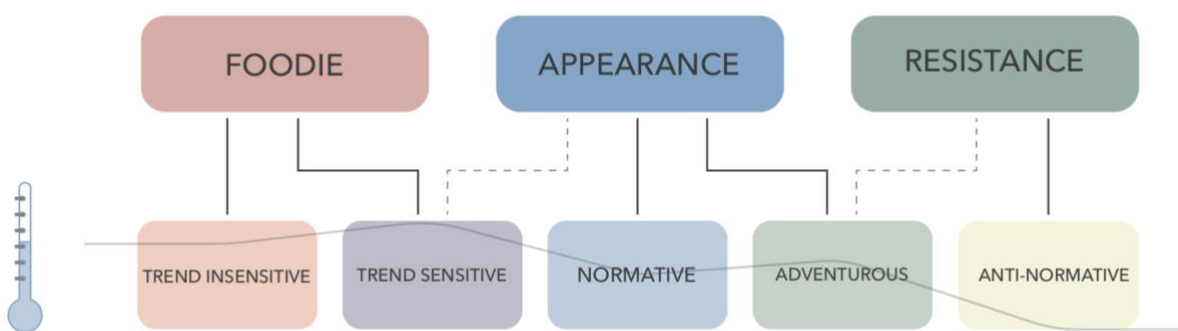 FOODIE
APPEARANCE
RESISTANCE
TREND INSENSITIVE
TREND SENSITIVE
NORMATIVE
ADVENTUROUS
ANTI-NORMATIVE